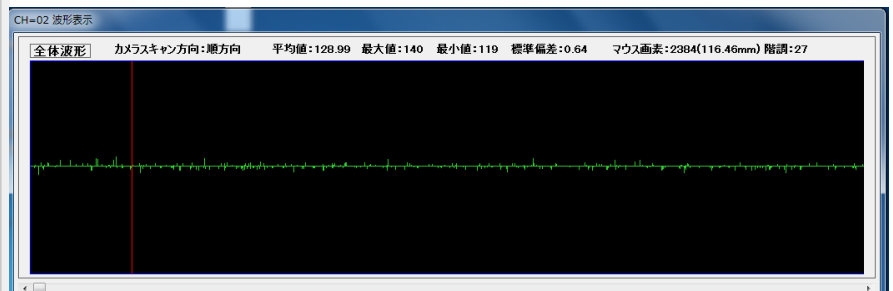 CH=02 波形表示
全体波形 カメラスキャン方向:順方向 平均値:128.99 最大値:140 最小値:119 標準偏差:0.64 マウス画素:2384(116.46mm) 階調:27